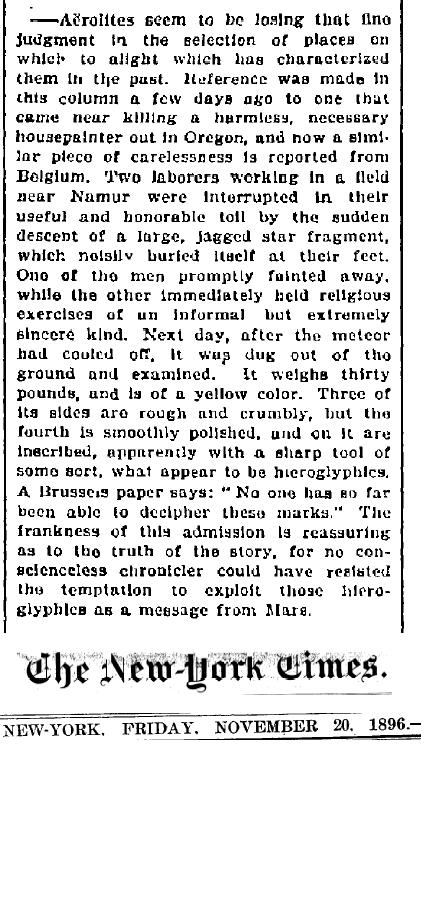 —Aërolites seem to be losing that fine
judgment in the selection of places on
which to alight which has characterized
them in the past. Reference was made in
this column a few days ago to one that
came near killing a harmless, necessary
housepainter out in Oregon, and now a simi-
lar piece of carelessness is reported from
Belgium. Two laborers working in a field
near Namur were interrupted in their
useful and honorable toil by the sudden
descent of a large, jagged star fragment,
which noisily buried itself at their feet.
One of the men promptly fainted away,
while the other immediately held religious
exercises of an informal but extremely
sincere kind. Next day, after the meteor
had cooled off, it was dug out of the
ground and examined. It weighs thirty
pounds, and is of a yellow color. Three of
its sides are rough and crumbly, but the
fourth is smoothly polished, and on it are
inscribed, apparently with a sharp tool of
some sort, what appear to be hieroglyphics.
A Brussels paper says: "No one has so far
been able to decipher these marks." The
frankness of this admission is reassuring
as to the truth of the story, for no con-
scienceless chronicler could have resisted
the temptation to exploit those hiero-
glyphics as a message from Mars.
The New-York Times.
NEW-YORK, FRIDAY, NOVEMBER 20, 1896.—